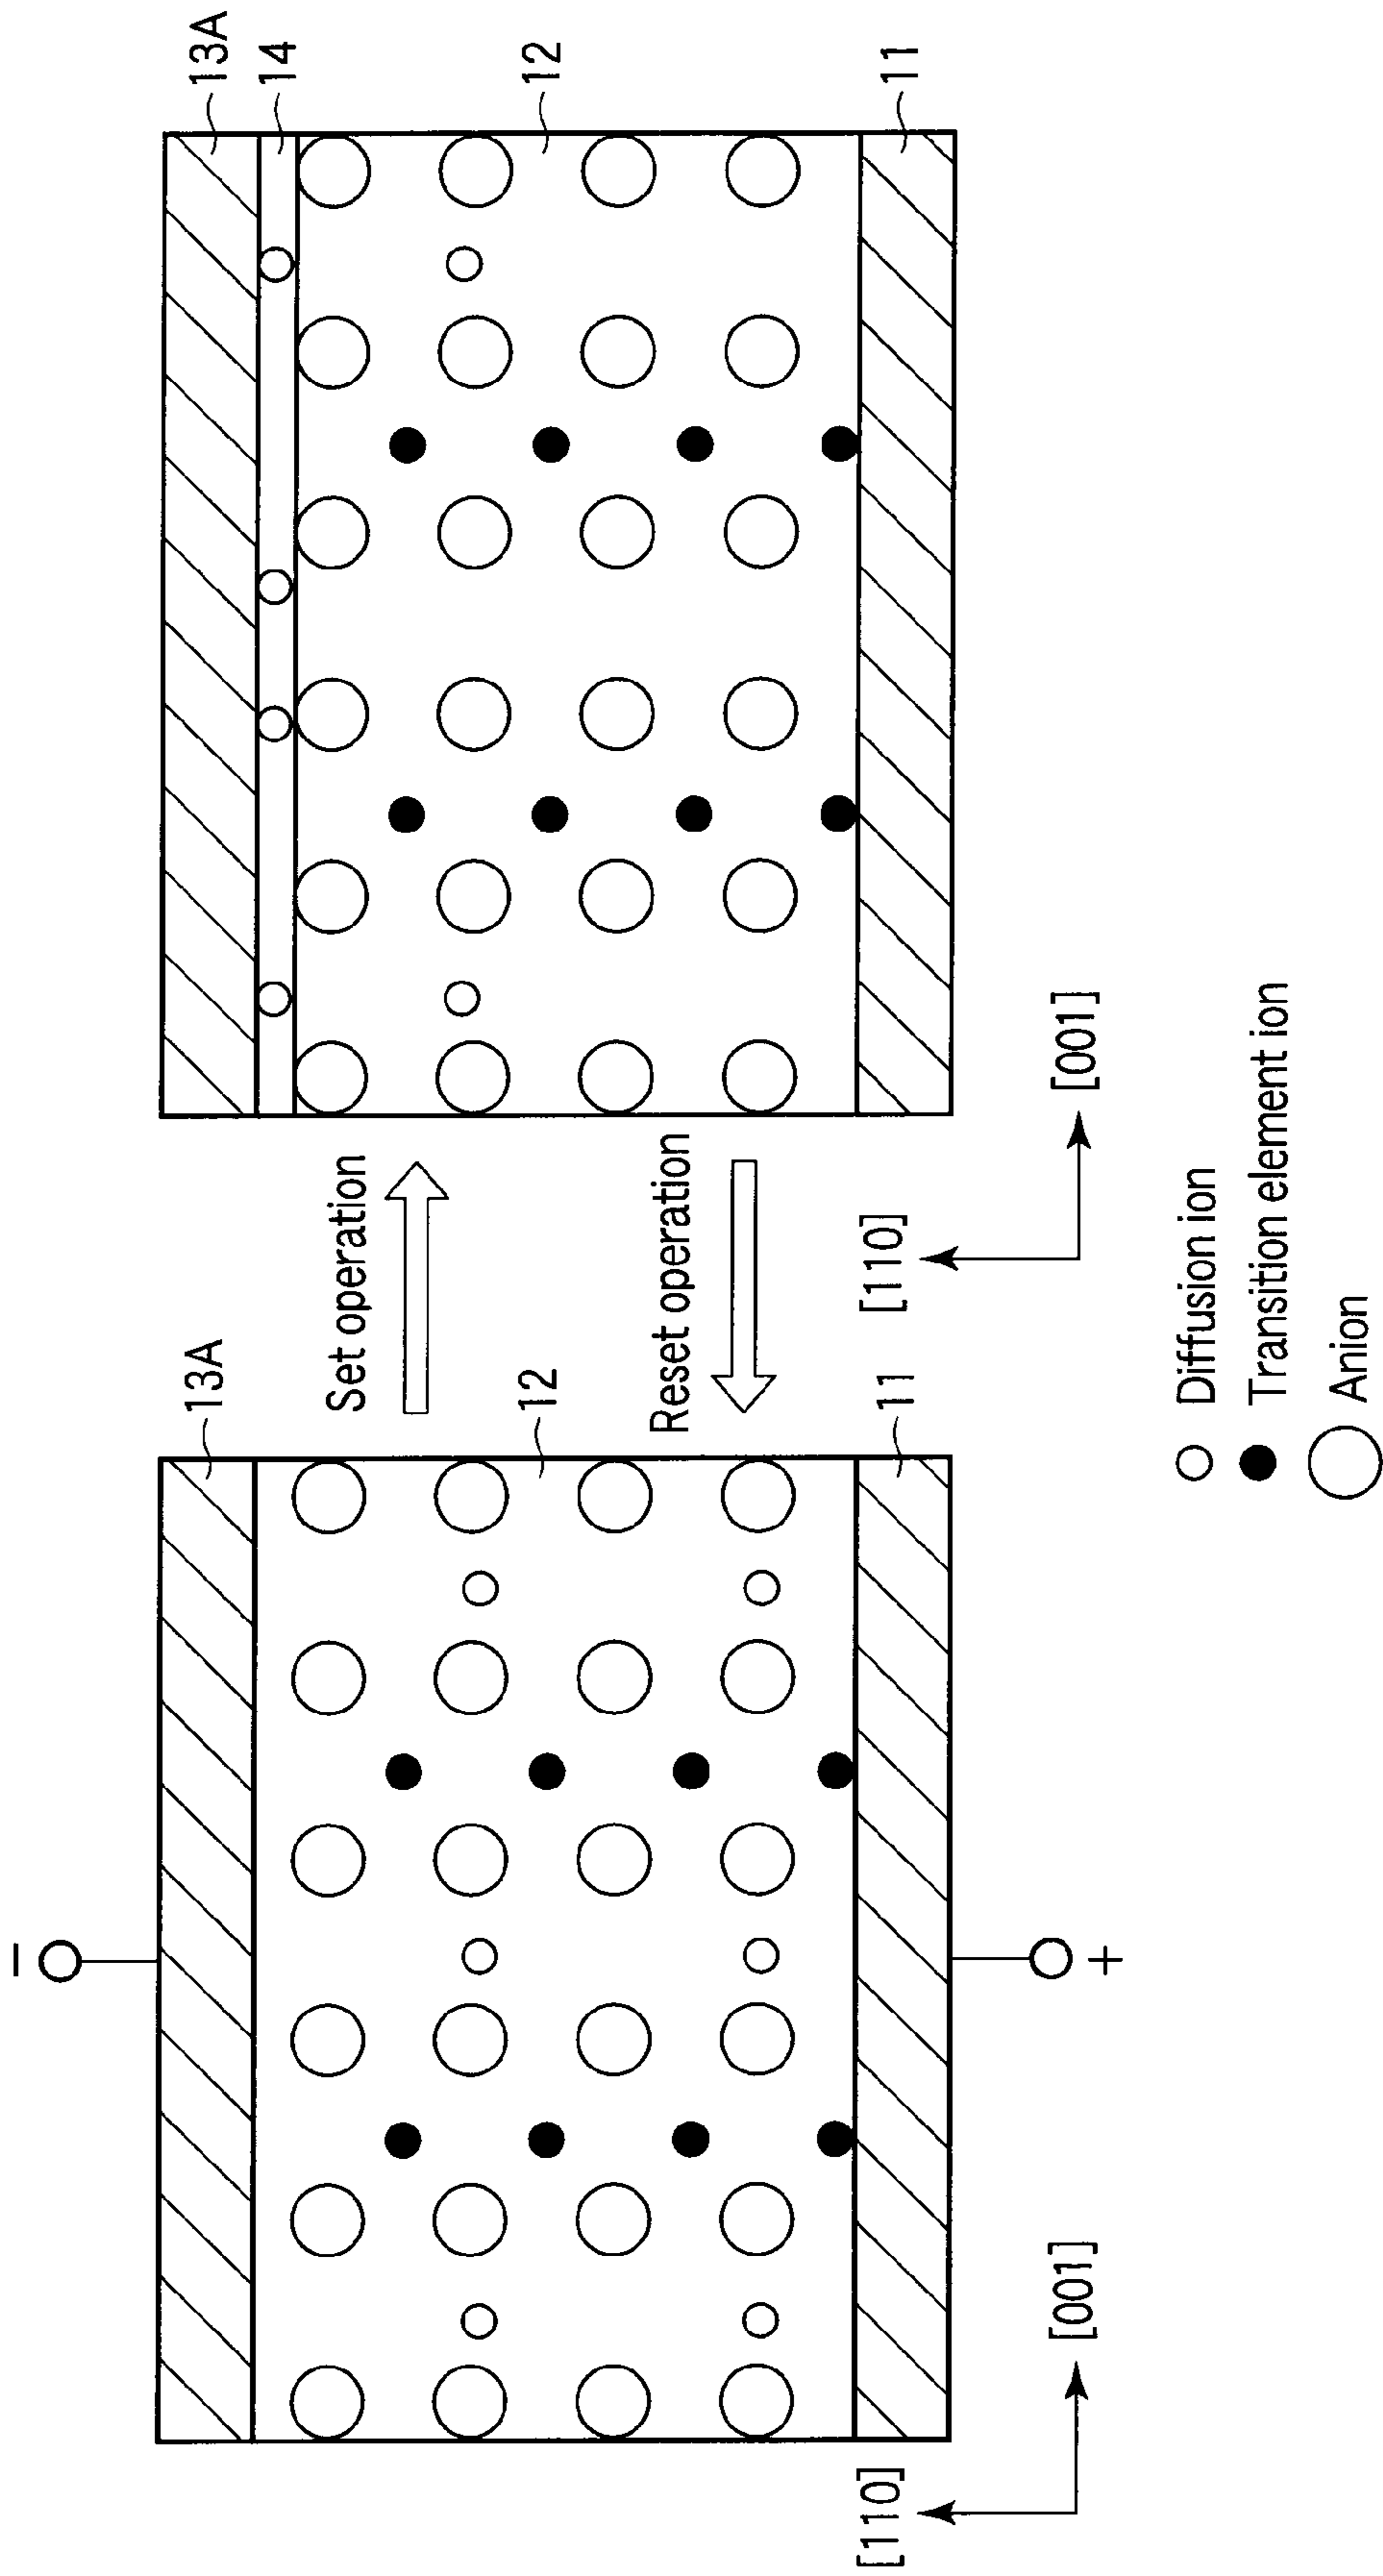 −
13A
12
11
+
[110]
[001]
Set operation
Reset operation
13A
14
12
11
[110]
[001]
Diffusion ion
Transition element ion
Anion